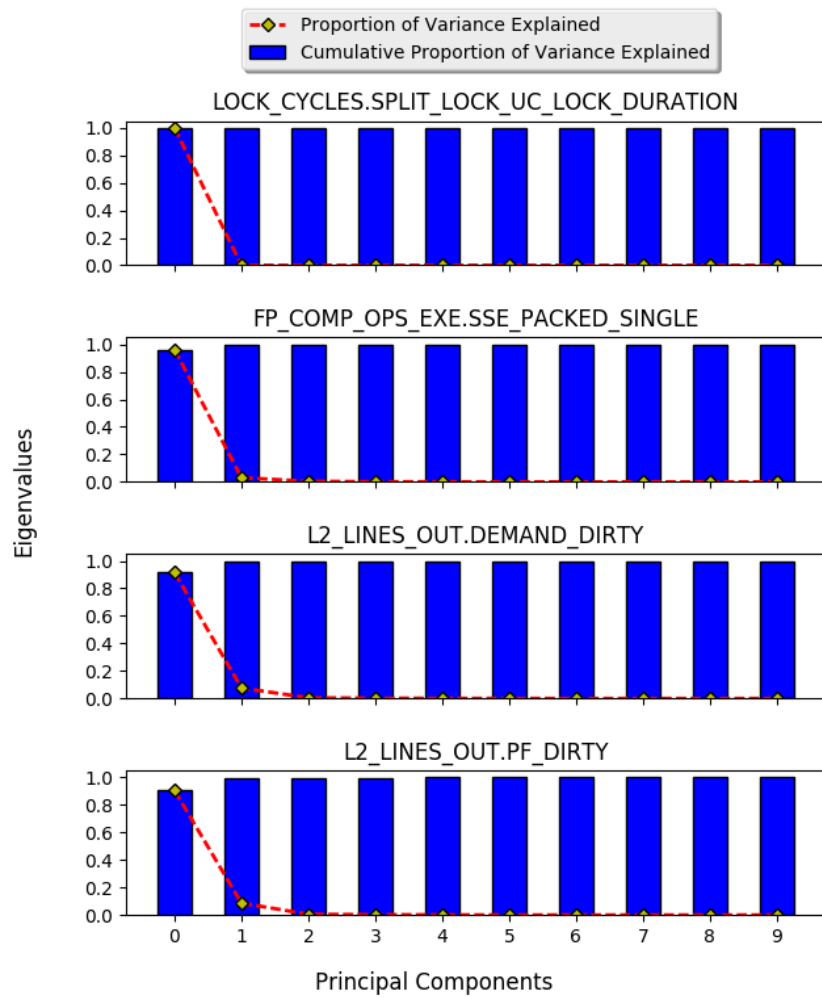 Proportion of Variance Explained
Cumulative Proportion of Variance Explained
LOCK_CYCLES.SPLIT_LOCK_UC_LOCK_DURATION
1.0
0.8
0.6
0.4
0.2
0.0
FP_COMP_OPS_EXE.SSE_PACKED_SINGLE
1.0
0.8
0.6
0.4
0.2
0.0
Eigenvalues
L2_LINES_OUT.DEMAND_DIRTY
1.0
0.8
0.6
0.4
0.2
0.0
L2_LINES_OUT.PF_DIRTY
1.0
0.8
0.6
0.4
0.2
0.0
0 1 2 3 4 5 6 7 8 9
Principal Components